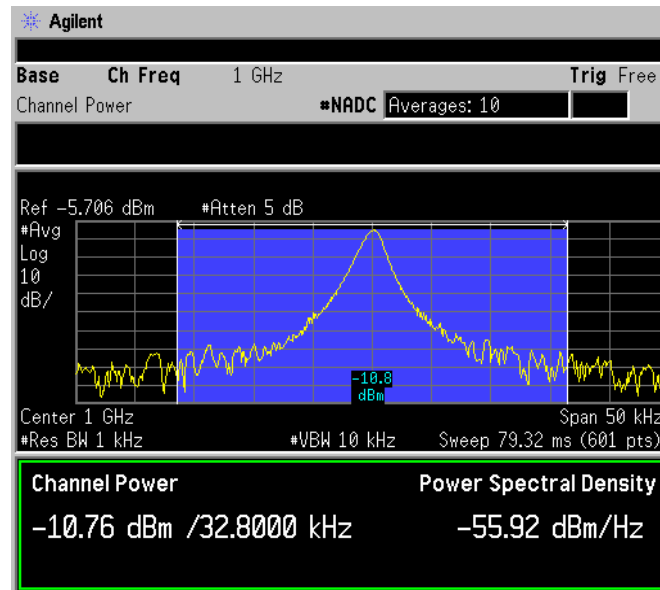 Agilent
Base Ch Freq 1 GHz Trig Free
Channel Power #NADC Averages: 10
Ref -5.706 dBm #Atten 5 dB
#Avg
Log
10
dB/
-10.8
dBm
Center 1 GHz Span 50 kHz
#Res BW 1 kHz #VBW 10 kHz Sweep 79.32 ms (601 pts)
Channel Power Power Spectral Density
-10.76 dBm /32.8000 kHz -55.92 dBm/Hz